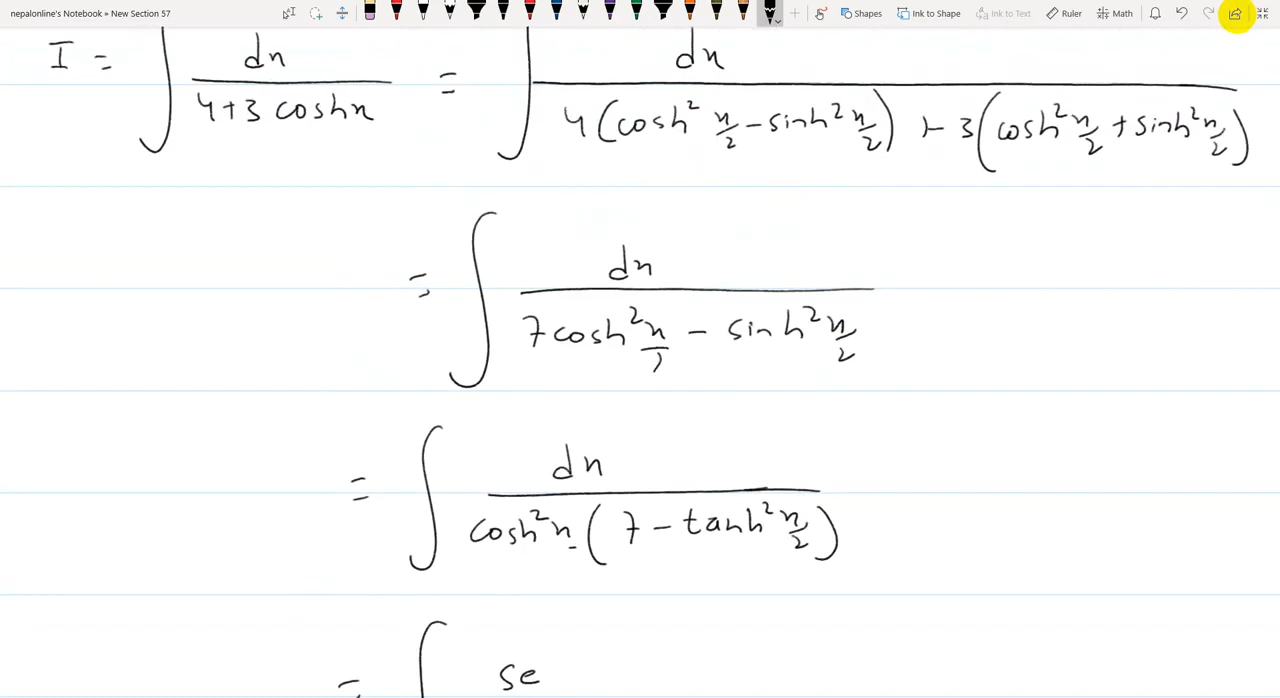 nepalonline's Notebook » New Section 57 Shapes Ink to Shape Ink to Text Ruler Math
I = ∫ dx / (4+3 coshx) = ∫ dx / (4(cosh² x/2 − sinh² x/2) + 3(cosh² x/2 + sinh² x/2))
= ∫ dx / (7cosh² x/2 − sinh² x/2)
= ∫ dx / (cosh² x (7 − tanh² x/2))
= ∫ se